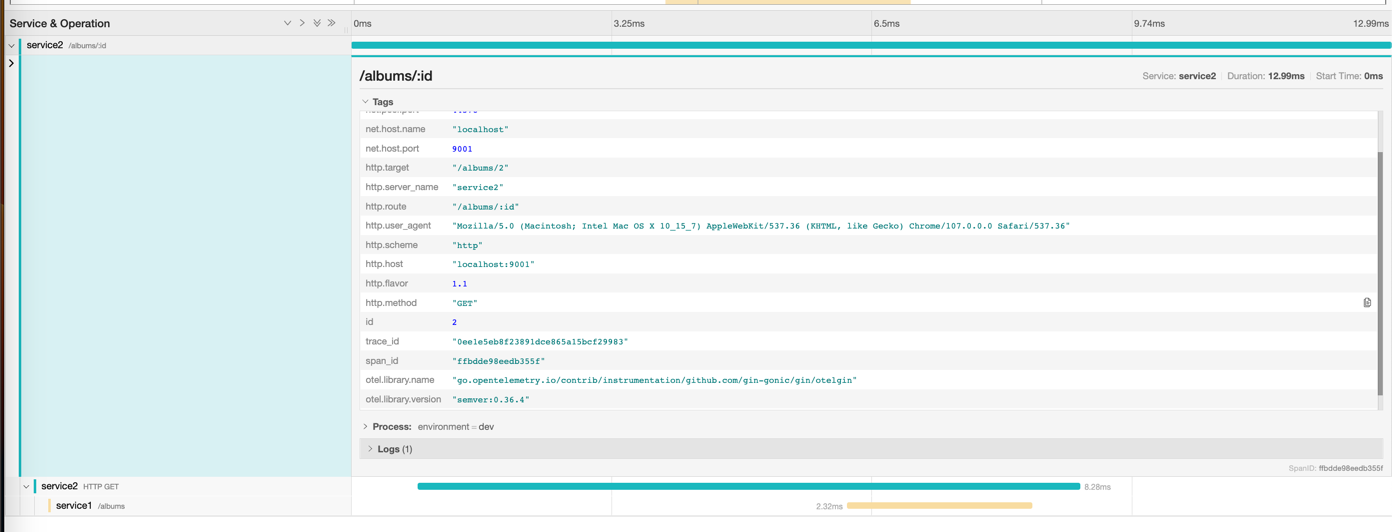 Service & Operation 0ms 3.25ms 6.5ms 9.74ms 12.99ms
service2 /albums/:id
/albums/:id Service: service2 Duration: 12.99ms Start Time: 0ms
Tags
net.host.name "localhost"
net.host.port 9001
http.target "/albums/2"
http.server_name "service2"
http.route "/albums/:id"
http.user_agent "Mozilla/5.0 (Macintosh; Intel Mac OS X 10_15_7) AppleWebKit/537.36 (KHTML, like Gecko) Chrome/107.0.0.0 Safari/537.36"
http.scheme "http"
http.host "localhost:9001"
http.flavor 1.1
http.method "GET"
id 2
trace_id "0ee1e5eb8f23891dce865a15bcf29983"
span_id "ffbdde98eedb355f"
otel.library.name "go.opentelemetry.io/contrib/instrumentation/github.com/gin-gonic/gin/otelgin"
otel.library.version "semver:0.36.4"
Process: environment = dev
Logs (1)
SpanID: ffbdde98eedb355f
service2 HTTP GET 8.28ms
service1 /albums 2.32ms